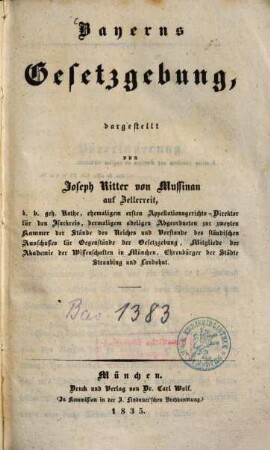 Bayerns
Gesetzgebung,
dargestellt
von
Joseph Ritter von Mussinan
auf Zellerreit,
k. b. geh. Rathe, ehemaligem ersten Appellationsgerichts-Direktor
für den Isarkreis, dermaligem adeligen Abgeordneten zur zweyten
Kammer der Stände des Reiches und Vorstande des ständischen
Ausschusses für Gegenstände der Gesetzgebung, Mitgliede der
Akademie der Wissenschaften in München, Ehrenbürger der Städte
Straubing und Landshut.
Bav 1383
München.
Druck und Verlag von Dr. Carl Wolf.
(In Kommission in der J. Lindauer'schen Buchhandlung.)
1835.